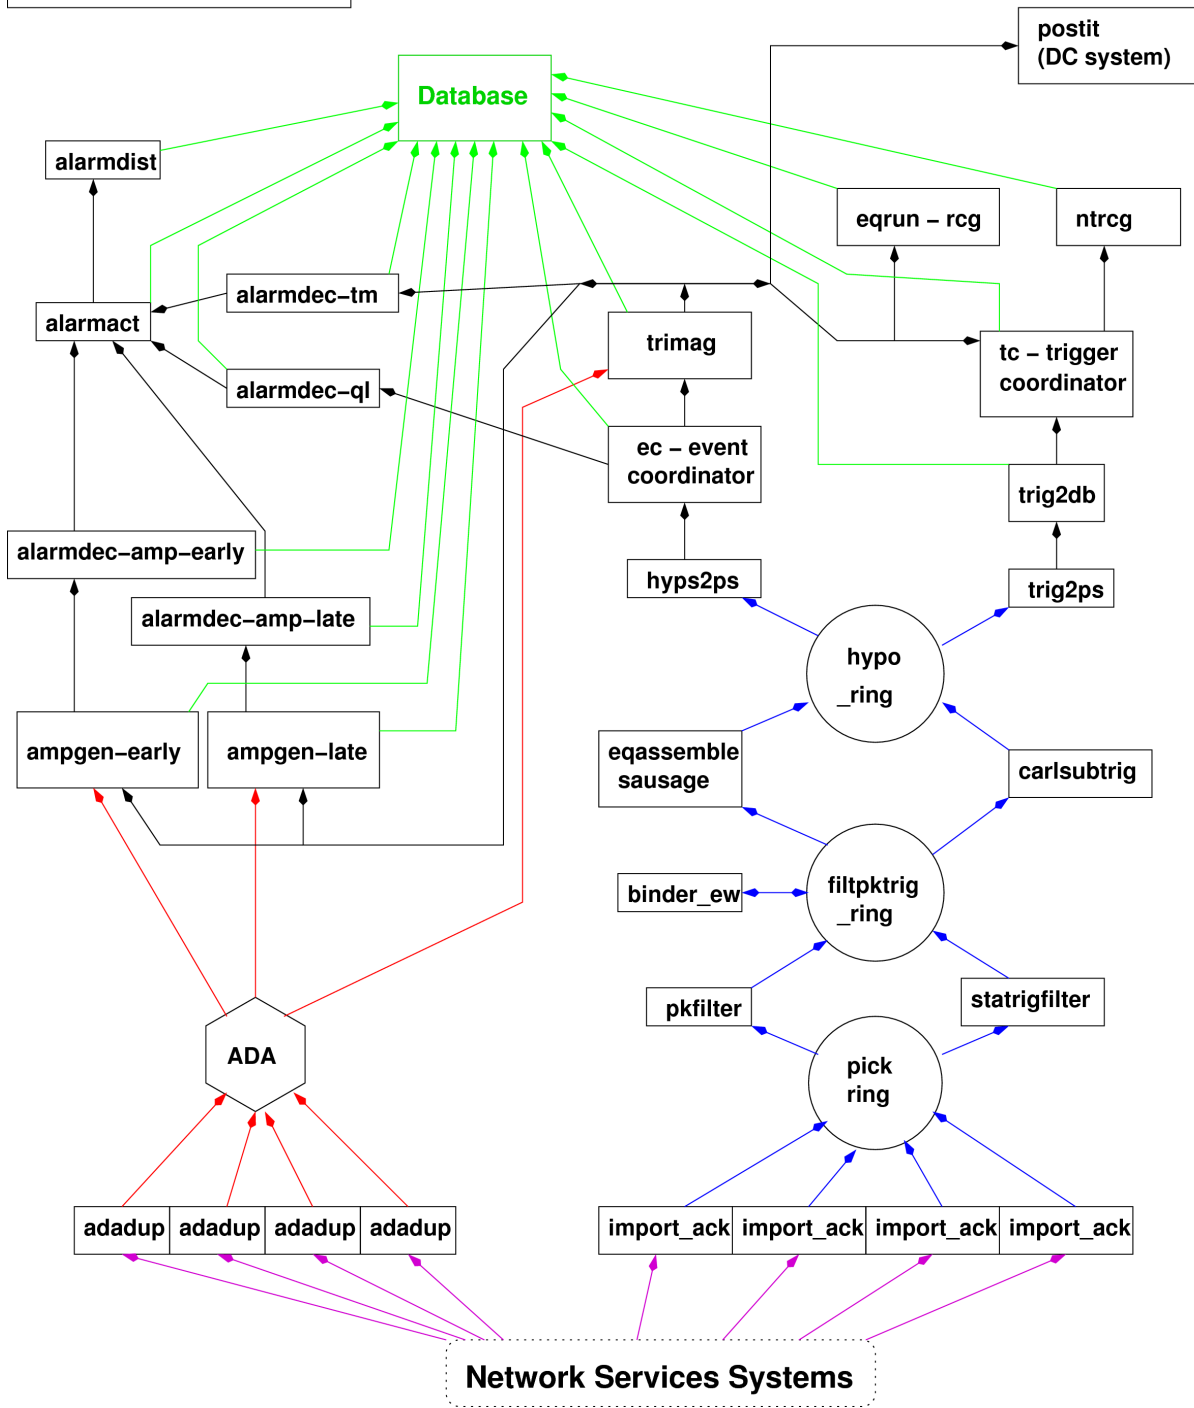 postit
(DC system)
Database
alarmdist
eqrun – rcg
ntrcg
alarmdec–tm
alarmact
trimag
tc – trigger
coordinator
alarmdec–ql
ec – event
coordinator
trig2db
alarmdec–amp–early
hyps2ps
trig2ps
alarmdec–amp–late
hypo
_ring
ampgen–early
ampgen–late
eqassemble
sausage
carlsubtrig
binder_ew
filtpktrig
_ring
pkfilter
statrigfilter
ADA
pick
ring
adadup
adadup
adadup
adadup
import_ack
import_ack
import_ack
import_ack
Network Services Systems